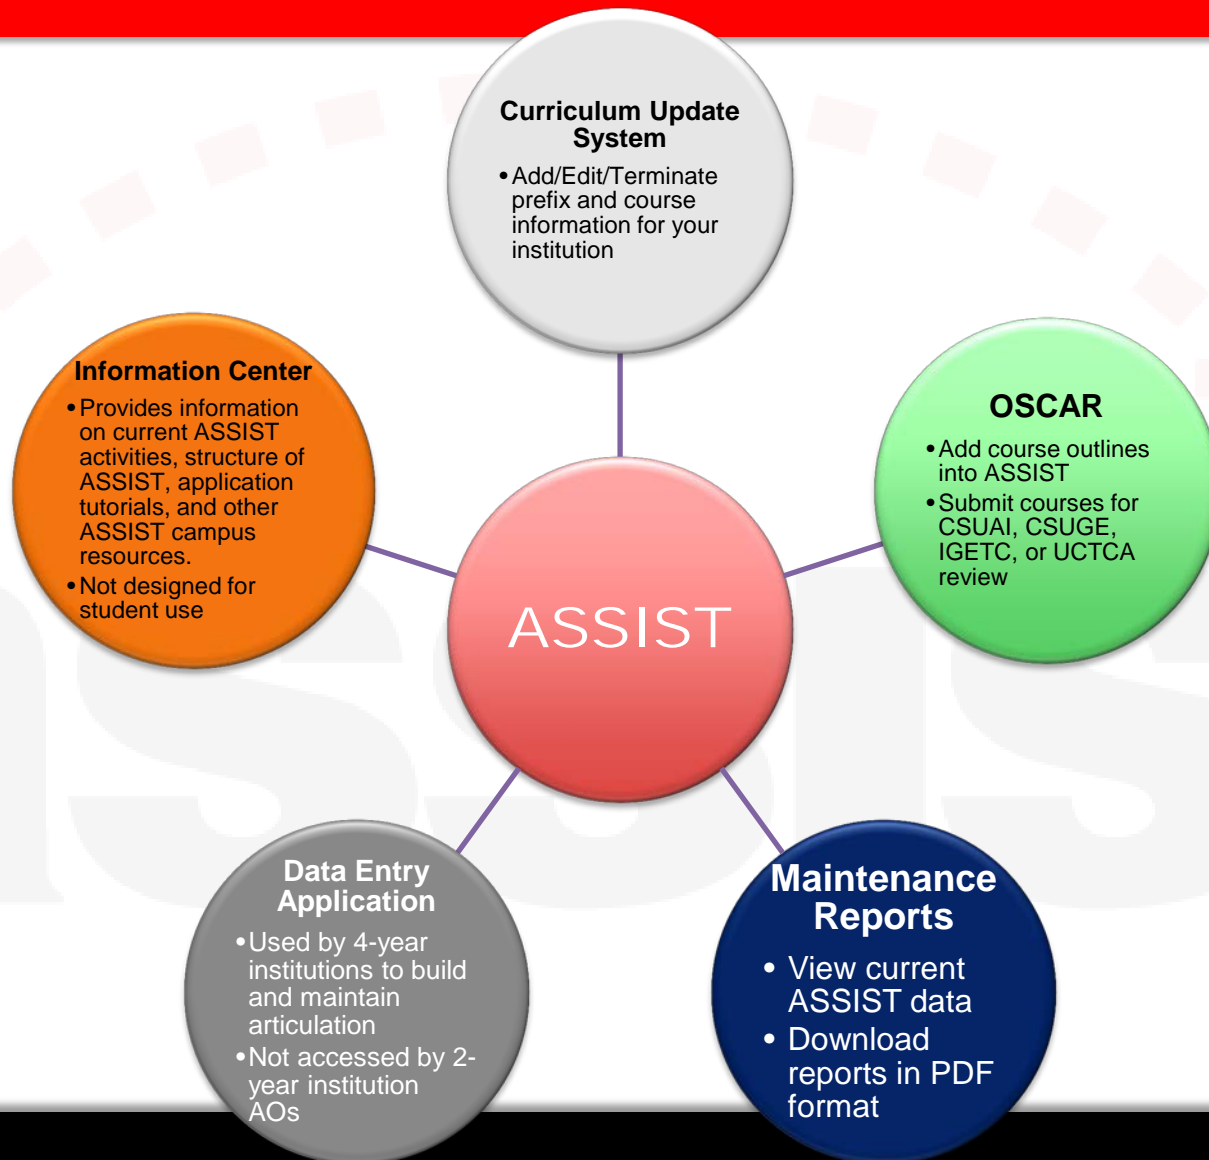 Curriculum Update
System
•Add/Edit/Terminate
prefix and course
information for your
institution
Information Center
•Provides information
on current ASSIST
activities, structure of
ASSIST, application
tutorials, and other
ASSIST campus
resources.
•Not designed for
student use
OSCAR
•Add course outlines
into ASSIST
•Submit courses for
CSUAI, CSUGE,
IGETC, or UCTCA
review
ASSIST
Data Entry
Application
•Used by 4-year
institutions to build
and maintain
articulation
•Not accessed by 2-
year institution
AOs
Maintenance
Reports
• View current
ASSIST data
• Download
reports in PDF
format
assis